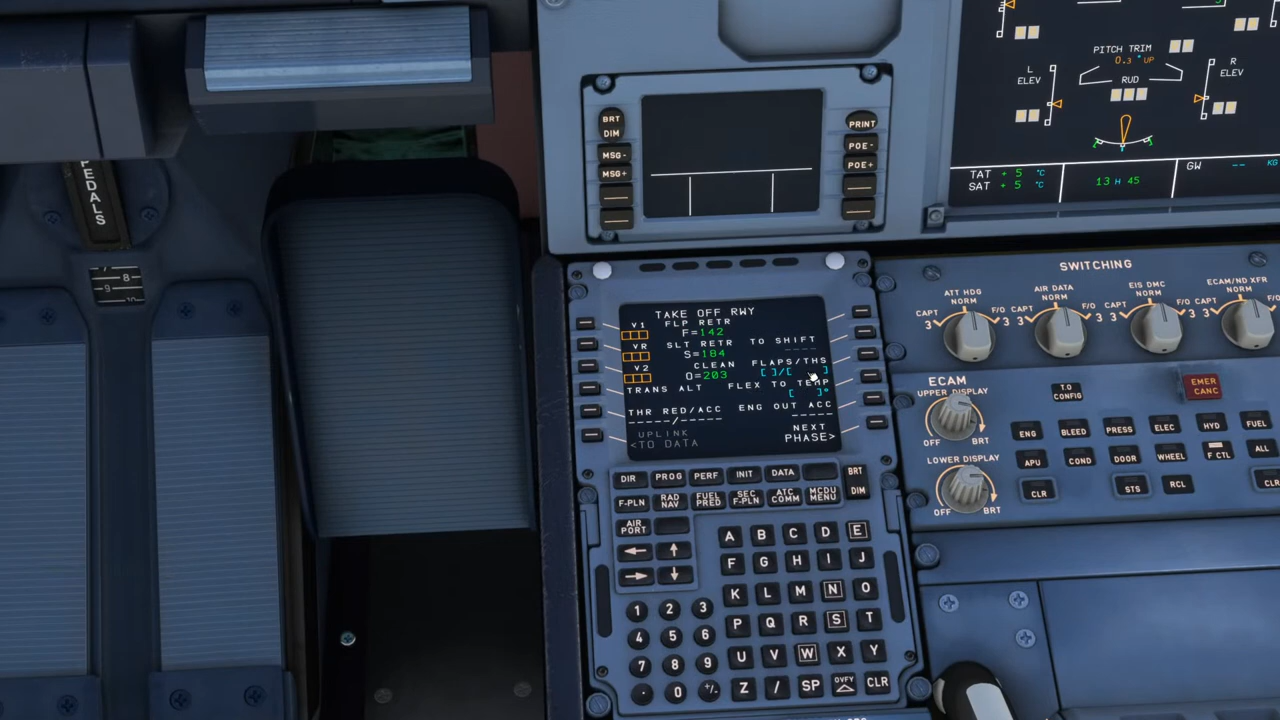 PEDALS
7
8
9
10
BRT
DIM
MSG-
MSG+
PRINT
POE-
POE+
L
ELEV
PITCH TRIM
0.3 ° UP
RUD
R
ELEV
TAT + 5 °C
SAT + 5 °C
13 H 45
GW -- KG
TAKE OFF RWY
V1 FLP RETR
F=142
VR SLT RETR TO SHIFT
S=184 ----
V2 CLEAN FLAPS/THS
O=203 [ ]/[ ]
TRANS ALT FLEX TO TEMP
[ ]°
THR RED/ACC ENG OUT ACC
-----/----- -----
UPLINK NEXT
<TO DATA PHASE>
DIR PROG PERF INIT DATA
BRT
DIM
F-PLN RAD NAV FUEL PRED SEC F-PLN ATC COMM MCDU MENU
AIR PORT
A B C D E
F G H I J
K L M N O
P Q R S T
U V W X Y
Z / SP OVFY CLR
1 2 3
4 5 6
7 8 9
. 0 +/-
SWITCHING
ATT HDG
NORM
CAPT 3 F/O 3
AIR DATA
NORM
CAPT 3 F/O 3
EIS DMC
NORM
CAPT 3 F/O 3
ECAM/ND XFR
NORM
CAPT F/O
ECAM
UPPER DISPLAY
OFF BRT
T.O CONFIG
EMER CANC
LOWER DISPLAY
OFF BRT
ENG BLEED PRESS ELEC HYD FUEL
APU COND DOOR WHEEL F CTL ALL
CLR STS RCL CLR